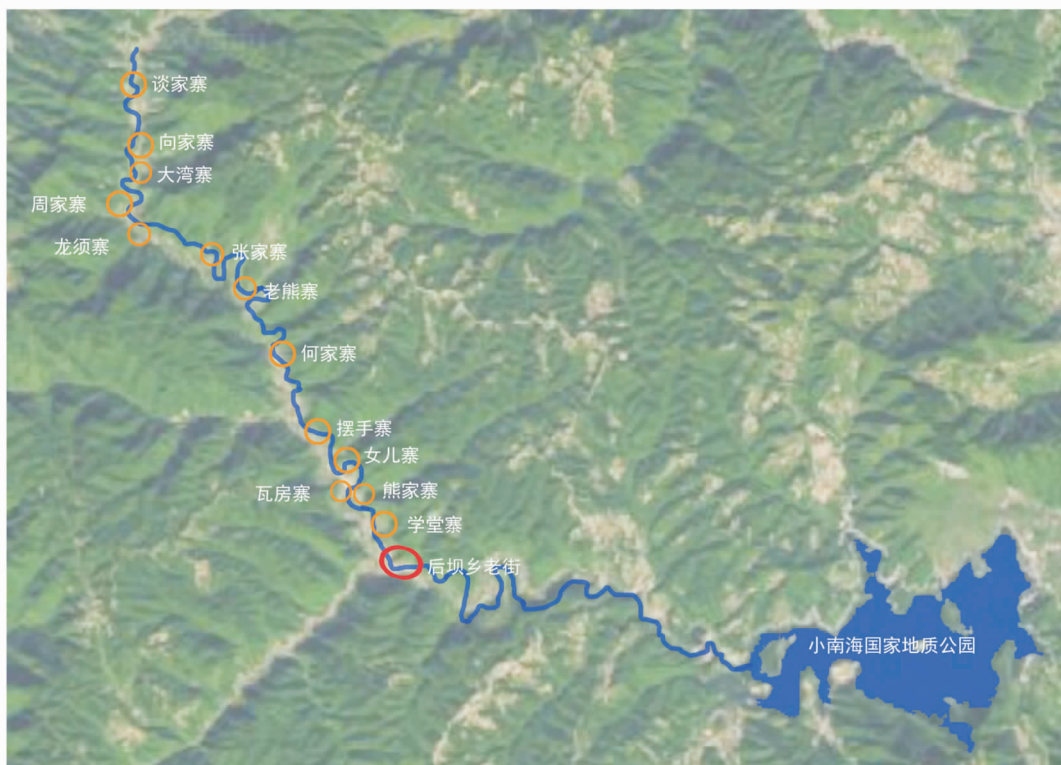 谈家寨
向家寨
大湾寨
周家寨
龙须寨
张家寨
老熊寨
何家寨
摆手寨
女儿寨
瓦房寨
熊家寨
学堂寨
后坝乡老街
小南海国家地质公园